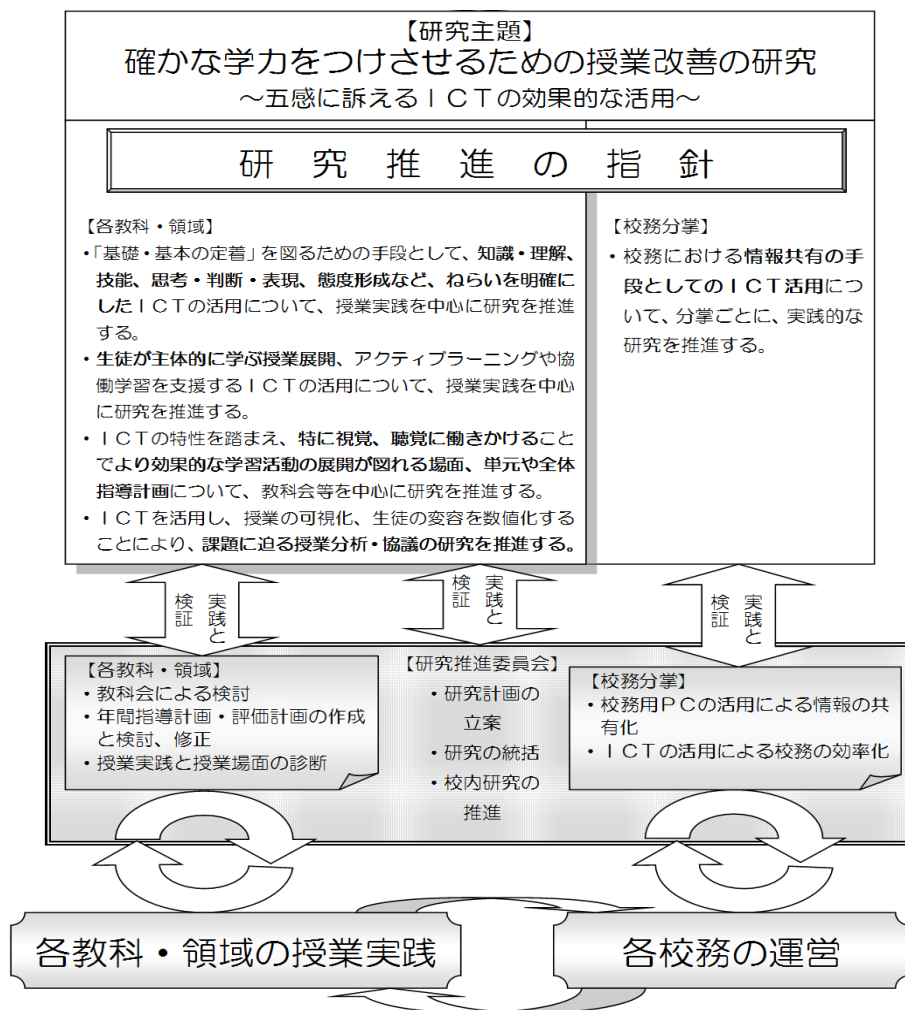 【研究主題】
確かな学力をつけさせるための授業改善の研究
～五感に訴えるＩＣＴの効果的な活用～
研究推進の指針
【各教科・領域】
・「基礎・基本の定着」を図るための手段として、知識・理解、
技能、思考・判断・表現、態度形成など、ねらいを明確に
したＩＣＴの活用について、授業実践を中心に研究を推進
する。
・生徒が主体的に学ぶ授業展開、アクティブラーニングや協
働学習を支援するＩＣＴの活用について、授業実践を中心
に研究を推進する。
・ＩＣＴの特性を踏まえ、特に視覚、聴覚に働きかけること
でより効果的な学習活動の展開が図れる場面、単元や全体
指導計画について、教科会等を中心に研究を推進する。
・ＩＣＴを活用し、授業の可視化、生徒の変容を数値化する
ことにより、課題に迫る授業分析・協議の研究を推進する。
【校務分掌】
・校務における情報共有の手
段としてのＩＣＴ活用につ
いて、分掌ごとに、実践的な
研究を推進する。
実践と
検証
実践と
検証
実践と
検証
【各教科・領域】
・教科会による検討
・年間指導計画・評価計画の作成
と検討、修正
・授業実践と授業場面の診断
【研究推進委員会】
・研究計画の
立案
・研究の統括
・校内研究の
推進
【校務分掌】
・校務用ＰＣの活用による情報の共
有化
・ＩＣＴの活用による校務の効率化
各教科・領域の授業実践
各校務の運営